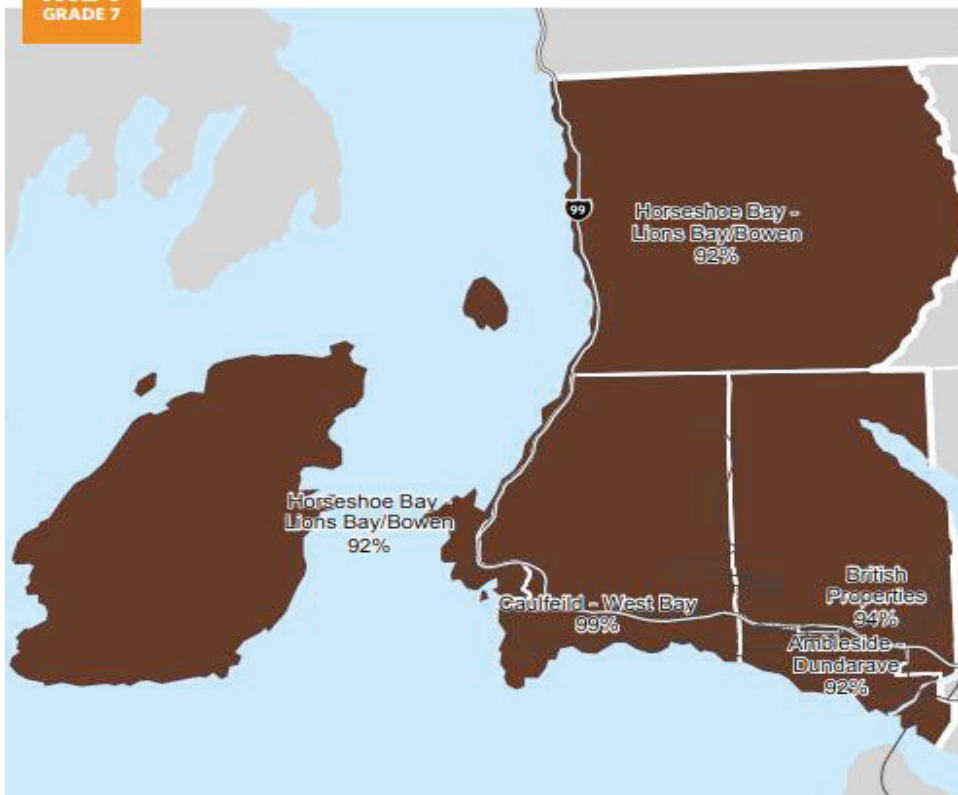 GRADE 7
99
Horseshoe Bay -
Lions Bay/Bowen
92%
Horseshoe Bay -
Lions Bay/Bowen
92%
Caulfeild - West Bay
99%
British
Properties
94%
Ambleside -
Dundarave
92%